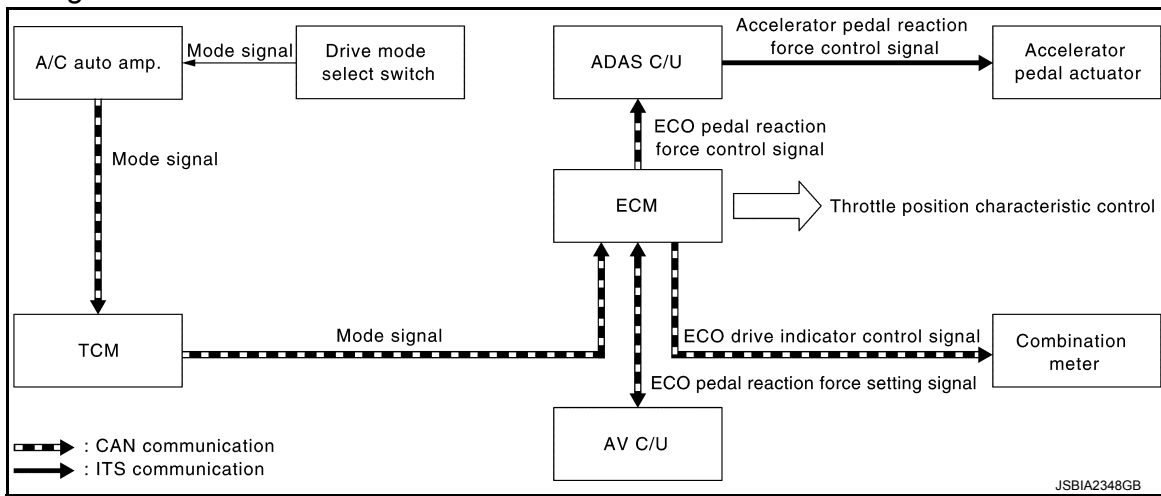 A/C auto amp.
Mode signal
Drive mode
select switch
ADAS C/U
Accelerator pedal reaction
force control signal
Accelerator
pedal actuator
Mode signal
ECO pedal reaction
force control signal
ECM
Throttle position characteristic control
TCM
Mode signal
ECO drive indicator control signal
Combination
meter
ECO pedal reaction force setting signal
AV C/U
: CAN communication
: ITS communication
JSBIA2348GB